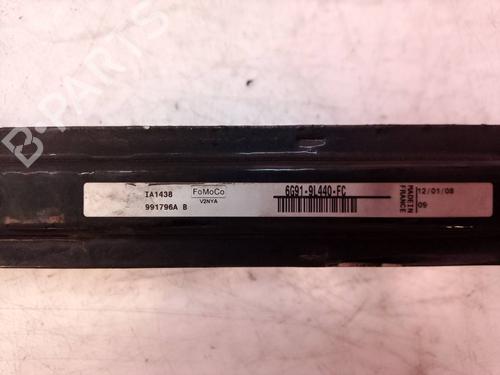 IA1438
991796A B
FoMoCo
V2NYA
6G91-9L440-FC
MADE IN
FRANCE
12/01/08
09
B-PARTS